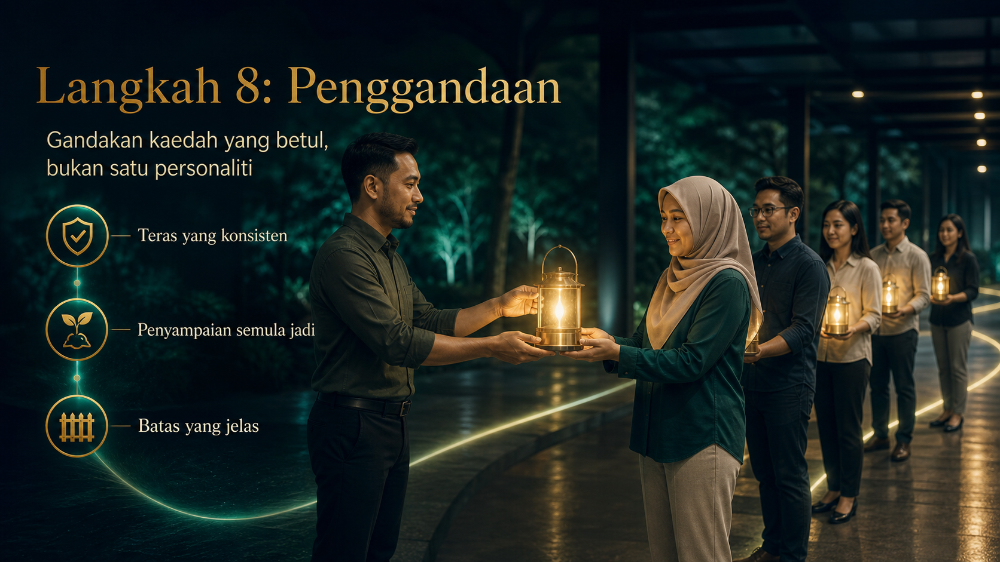 Langkah 8: Penggandaan
Gandakan kaedah yang betul,
bukan satu personaliti
Teras yang konsisten
Penyampaian semula jadi
Batas yang jelas